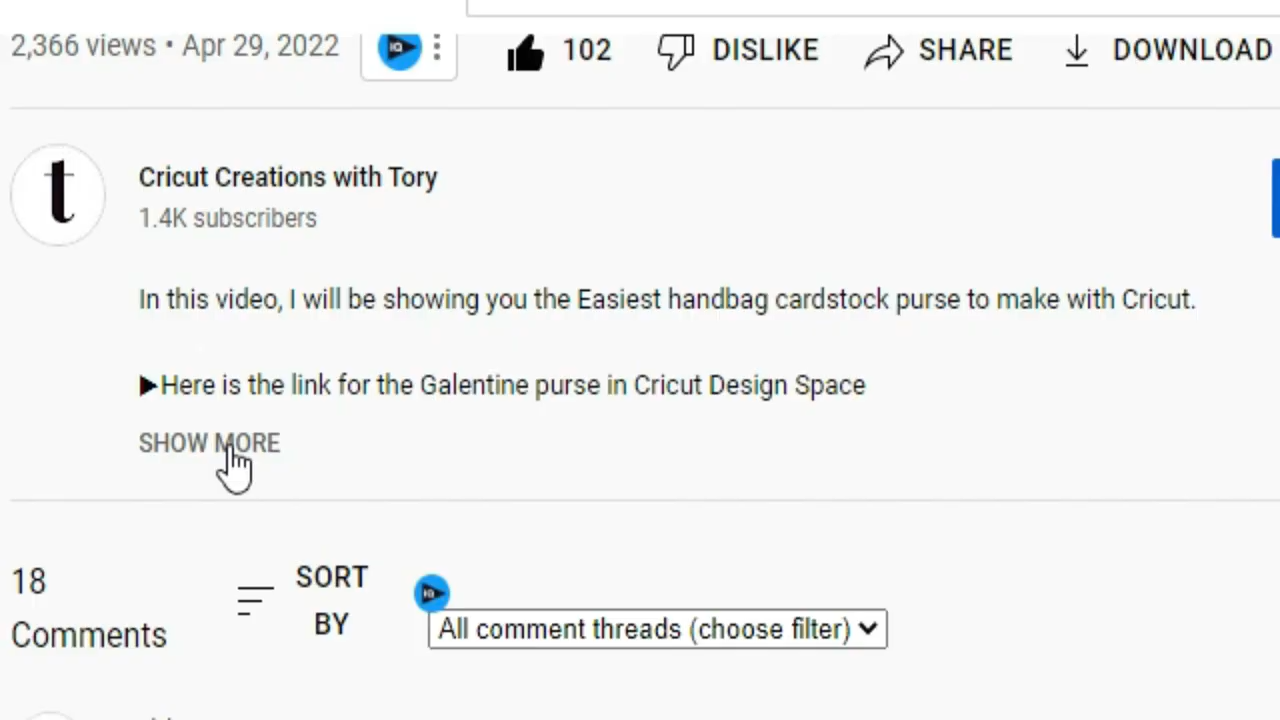 2,366 views • Apr 29, 2022
102
DISLIKE
SHARE
DOWNLOAD
t
Cricut Creations with Tory
1.4K subscribers
In this video, I will be showing you the Easiest handbag cardstock purse to make with Cricut.
▶Here is the link for the Galentine purse in Cricut Design Space
SHOW MORE
18
Comments
SORT
BY
All comment threads (choose filter)